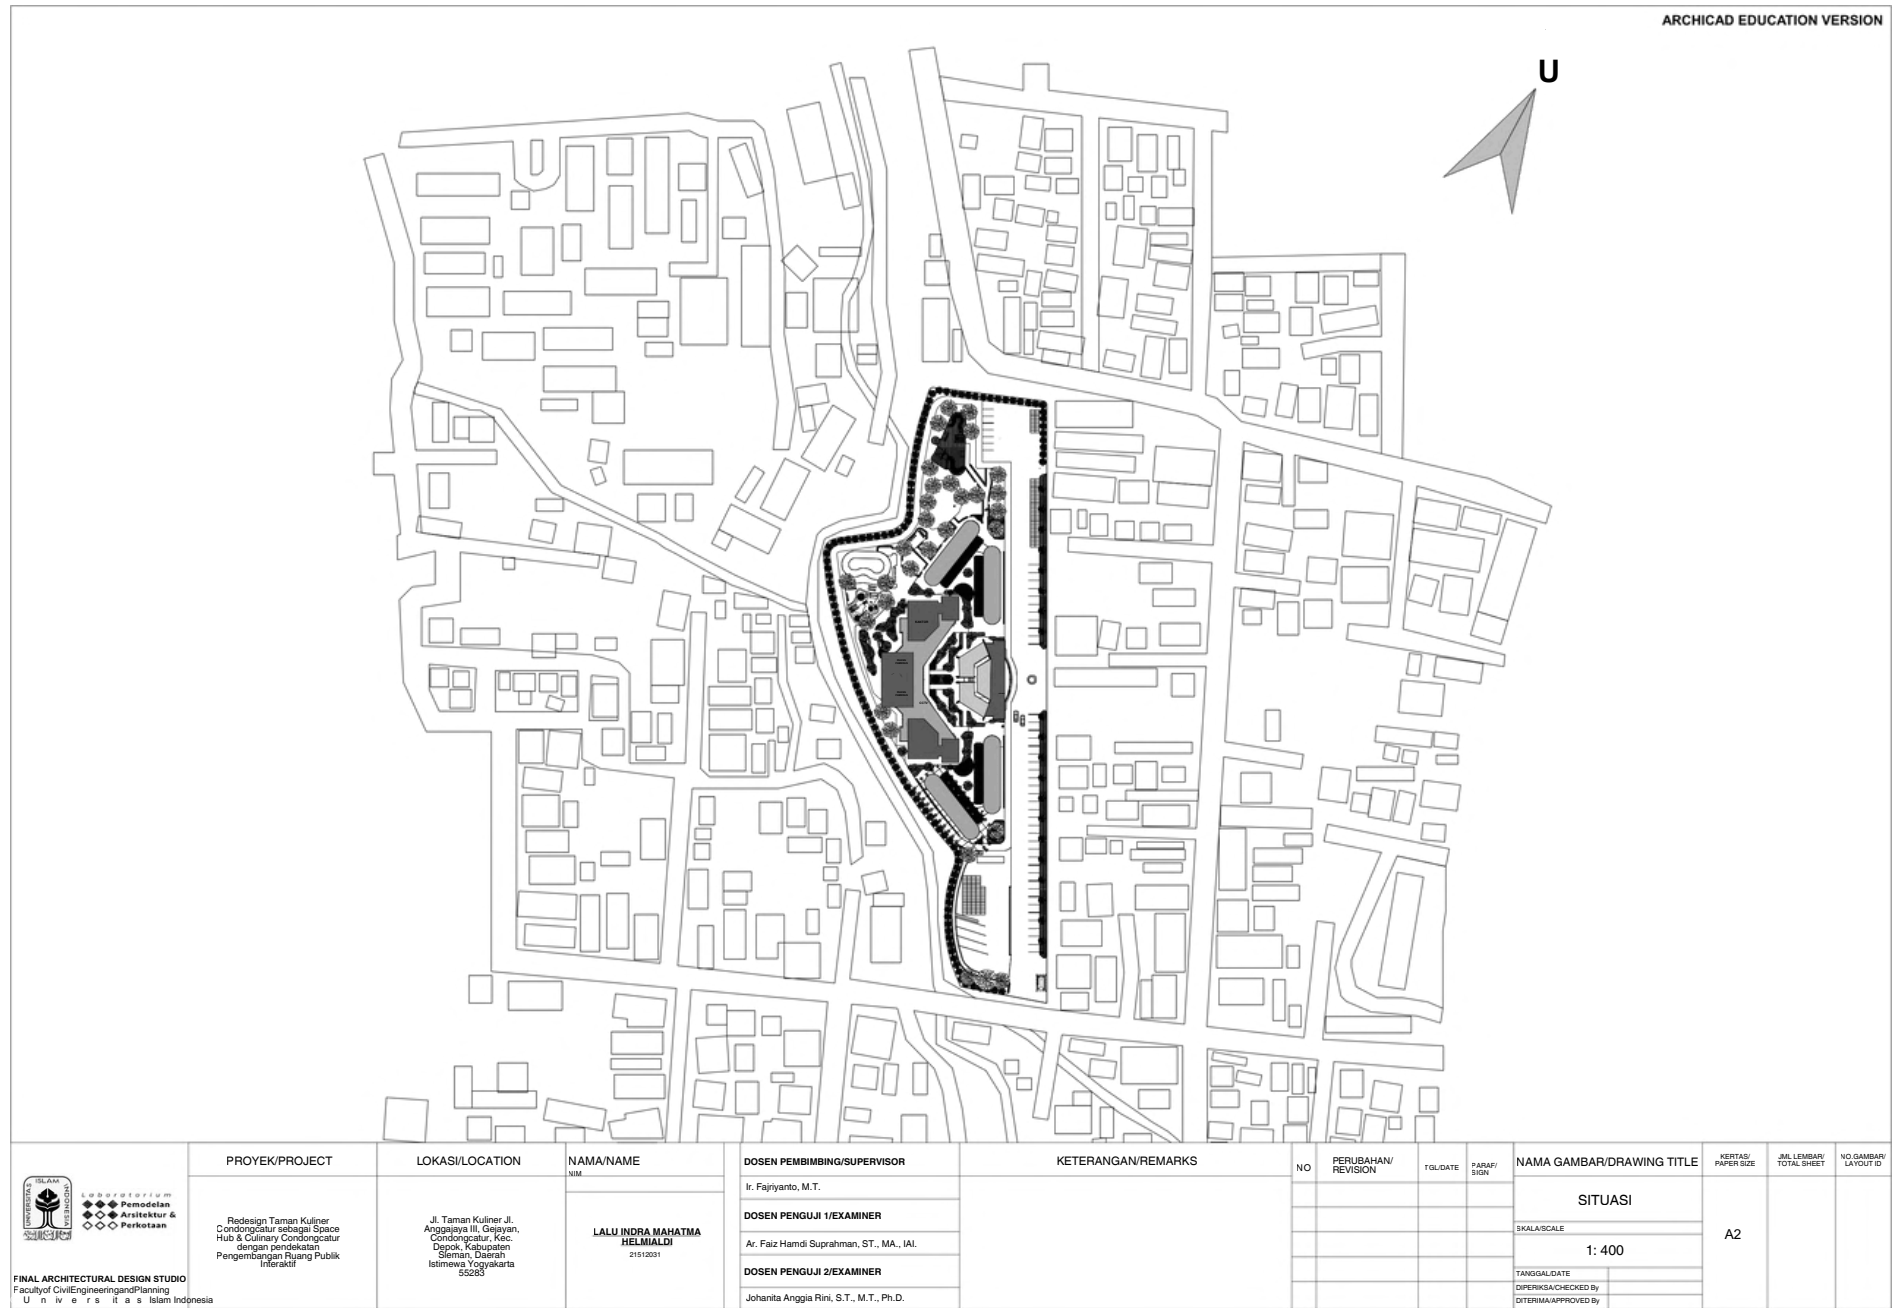 ARCHICAD EDUCATION VERSION
U
UNIVERSITAS
ISLAM
INDONESIA
Laboratorium
Pemodelan
Arsitektur &
Perkotaan
FINAL ARCHITECTURAL DESIGN STUDIO
Facultyof CivilEngineeringandPlanning
U n iv e r s it a s Islam Indonesia
PROYEK/PROJECT
Redesign Taman Kuliner
Condongcatur sebagai Space
Hub & Culinary Condongcatur
dengan pendekatan
Pengembangan Ruang Publik
Interaktif
LOKASI/LOCATION
Jl. Taman Kuliner Jl.
Anggajaya III, Gejayan,
Condongcatur, Kec.
Depok, Kabupaten
Sleman, Daerah
Istimewa Yogyakarta
55283
NAMA/NAME
NIM
LALU INDRA MAHATMA
HELMIALDI
21512031
DOSEN PEMBIMBING/SUPERVISOR
Ir. Fajriyanto, M.T.
DOSEN PENGUJI 1/EXAMINER
Ar. Faiz Hamdi Suprahman, ST., MA., IAI.
DOSEN PENGUJI 2/EXAMINER
Johanita Anggia Rini, S.T., M.T., Ph.D.
KETERANGAN/REMARKS
NO
PERUBAHAN/
REVISION
TGL/DATE
PARAF/
SIGN
NAMA GAMBAR/DRAWING TITLE
SITUASI
SKALA/SCALE
1: 400
TANGGAL/DATE
DIPERIKSA/CHECKED By
DITERIMA/APPROVED By
KERTAS/
PAPER SIZE
A2
JML LEMBAR/
TOTAL SHEET
NO.GAMBAR/
LAYOUT ID